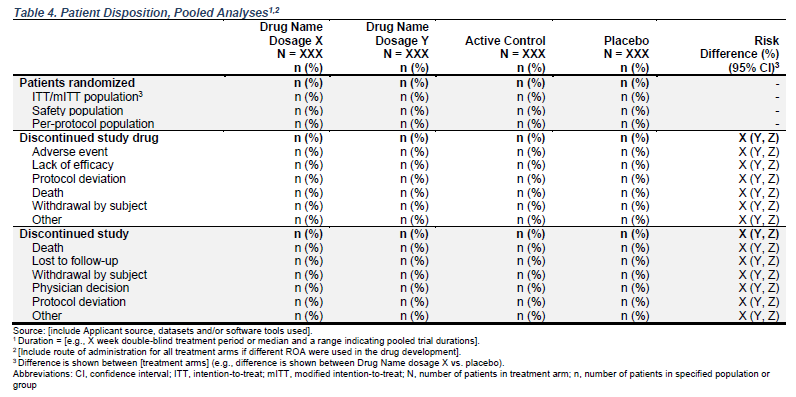 Table 4. Patient Disposition, Pooled Analyses1,2
Drug Name Drug Name
Dosage X Dosage Y Active Control Placebo Risk
N = XXX N = XXX N = XXX N = XXX Difference (%)
n (%) n (%) n (%) n (%) (95% CI)3
Patients randomized n (%) n (%) n (%) n (%) -
ITT/mITT population3 n (%) n (%) n (%) n (%) -
Safety population n (%) n (%) n (%) n (%) -
Per-protocol population n (%) n (%) n (%) n (%) -
Discontinued study drug n (%) n (%) n (%) n (%) X (Y, Z)
Adverse event n (%) n (%) n (%) n (%) X (Y, Z)
Lack of efficacy n (%) n (%) n (%) n (%) X (Y, Z)
Protocol deviation n (%) n (%) n (%) n (%) X (Y, Z)
Death n (%) n (%) n (%) n (%) X (Y, Z)
Withdrawal by subject n (%) n (%) n (%) n (%) X (Y, Z)
Other n (%) n (%) n (%) n (%) X (Y, Z)
Discontinued study n (%) n (%) n (%) n (%) X (Y, Z)
Death n (%) n (%) n (%) n (%) X (Y, Z)
Lost to follow-up n (%) n (%) n (%) n (%) X (Y, Z)
Withdrawal by subject n (%) n (%) n (%) n (%) X (Y, Z)
Physician decision n (%) n (%) n (%) n (%) X (Y, Z)
Protocol deviation n (%) n (%) n (%) n (%) X (Y, Z)
Other n (%) n (%) n (%) n (%) X (Y, Z)
Source: [include Applicant source, datasets and/or software tools used].
1 Duration = [e.g., X week double-blind treatment period or median and a range indicating pooled trial durations].
2 [Include route of administration for all treatment arms if different ROA were used in the drug development].
3 Difference is shown between [treatment arms] (e.g., difference is shown between Drug Name dosage X vs. placebo).
Abbreviations: CI, confidence interval; ITT, intention-to-treat; mITT, modified intention-to-treat; N, number of patients in treatment arm; n, number of patients in specified population or
group